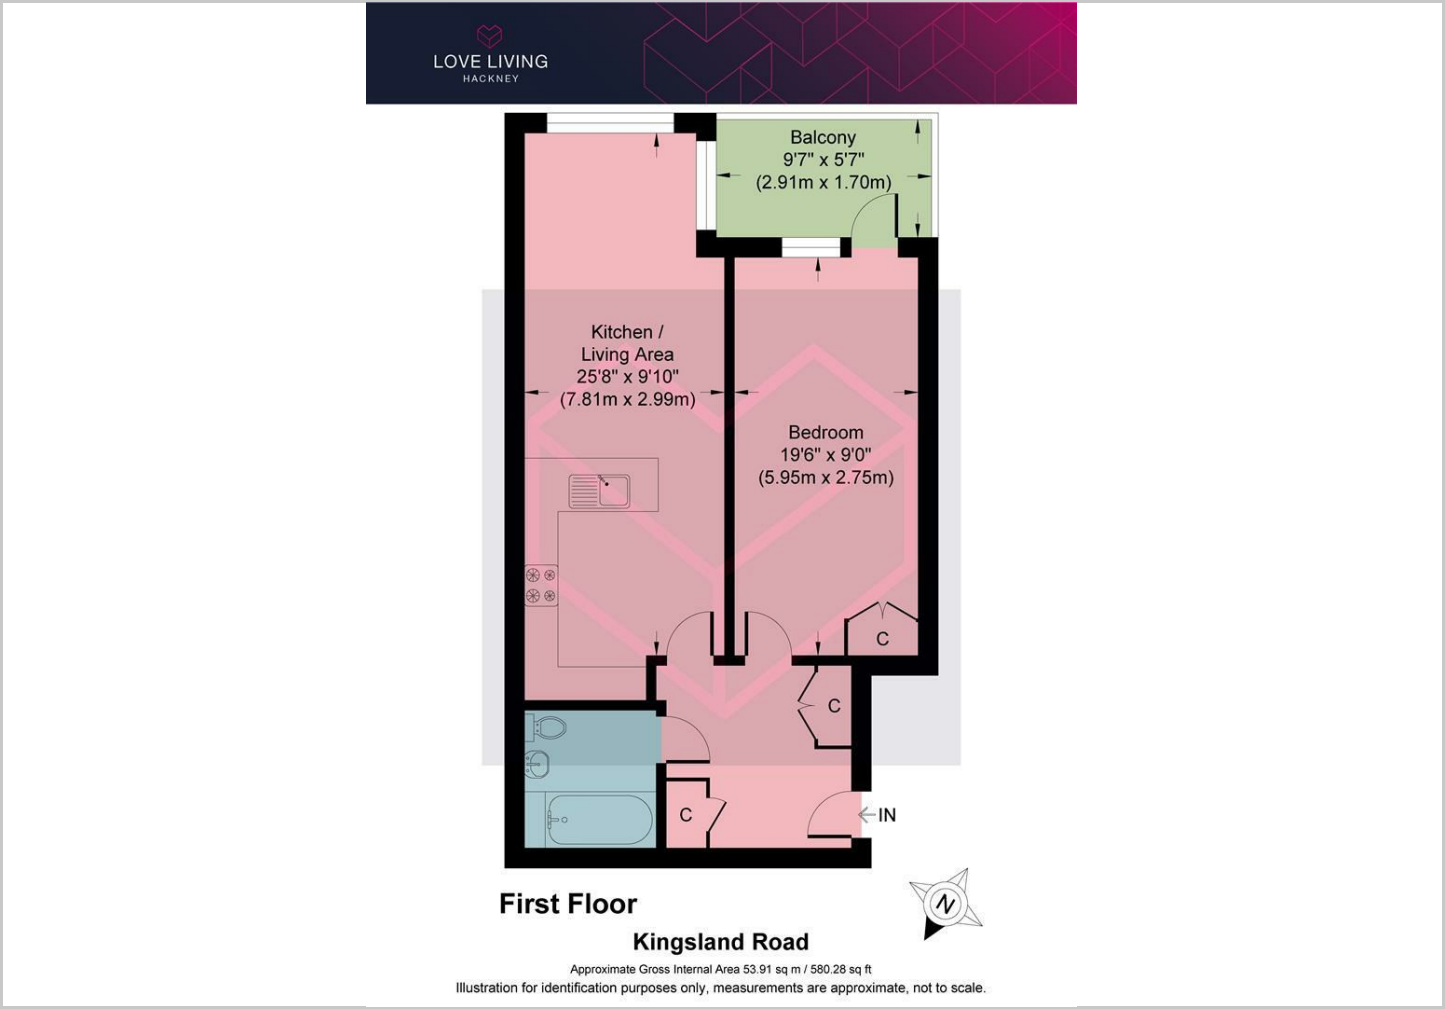 LOVE LIVING
HACKNEY
Balcony
9'7" x 5'7"
(2.91m x 1.70m)
Kitchen /
Living Area
25'8" x 9'10"
(7.81m x 2.99m)
Bedroom
19'6" x 9'0"
(5.95m x 2.75m)
C
C
C
IN
N
First Floor
Kingsland Road
Approximate Gross Internal Area 53.91 sq m / 580.28 sq ft
Illustration for identification purposes only, measurements are approximate, not to scale.